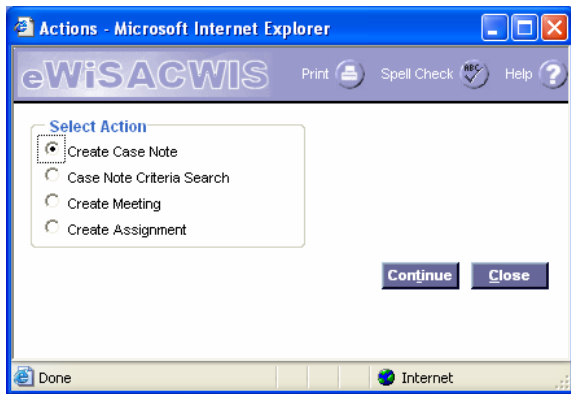 Actions - Microsoft Internet Explorer
eWiSACWIS Print Spell Check ABC Help ?
Select Action
Create Case Note
Case Note Criteria Search
Create Meeting
Create Assignment
Continue Close
Done Internet